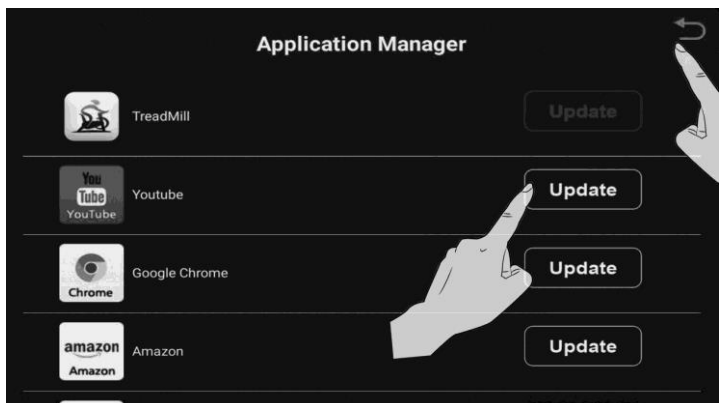 Application Manager
TreadMill
Update
You
Tube
YouTube
Youtube
Update
Chrome
Google Chrome
Update
amazon
Amazon
Amazon
Update